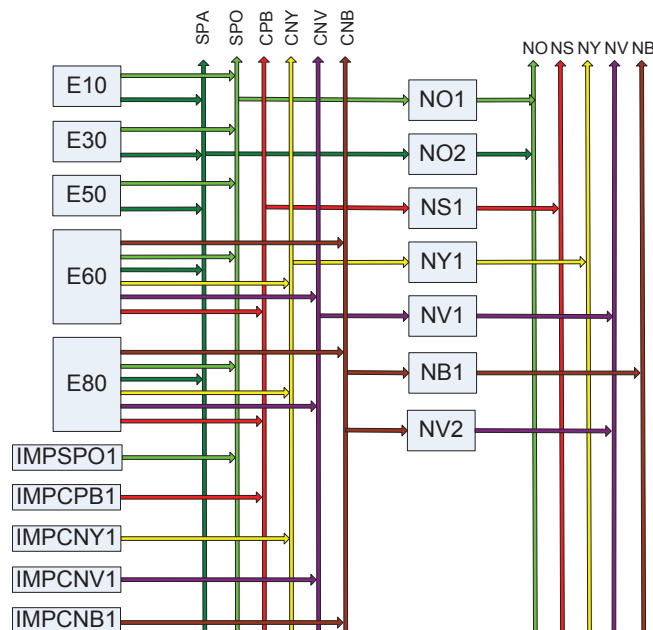 SPA SPO CPB CNY CNV CNB
NO NS NY NV NB
E10
NO1
E30
NO2
E50
NS1
E60
NY1
NV1
E80
NB1
NV2
IMPSPO1
IMPCPB1
IMPCNY1
IMPCNV1
IMPCNB1